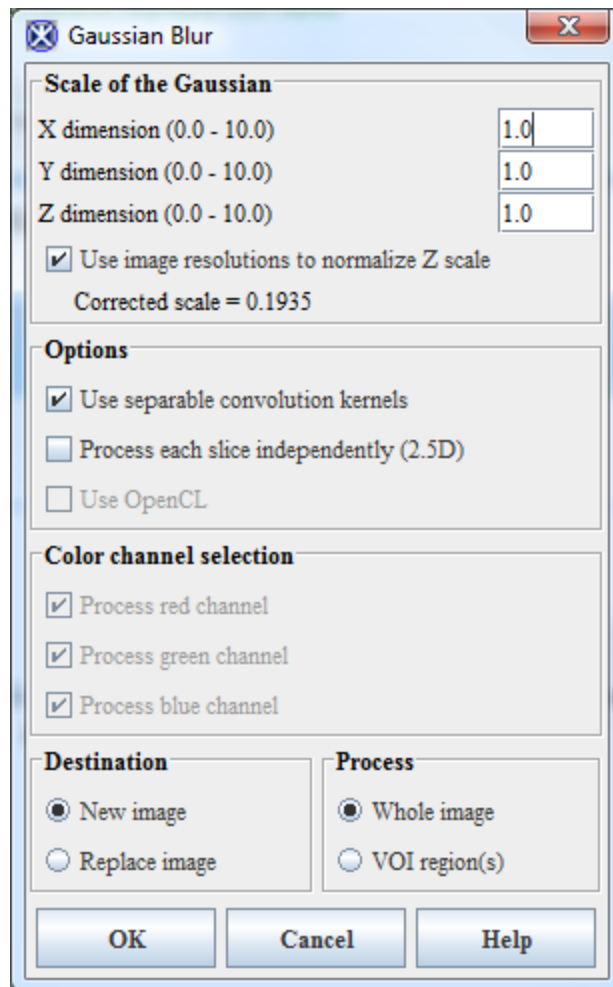 Gaussian Blur
Scale of the Gaussian
X dimension (0.0 - 10.0) 1.0
Y dimension (0.0 - 10.0) 1.0
Z dimension (0.0 - 10.0) 1.0
Use image resolutions to normalize Z scale
Corrected scale = 0.1935
Options
Use separable convolution kernels
Process each slice independently (2.5D)
Use OpenCL
Color channel selection
Process red channel
Process green channel
Process blue channel
Destination Process
New image Whole image
Replace image VOI region(s)
OK Cancel Help